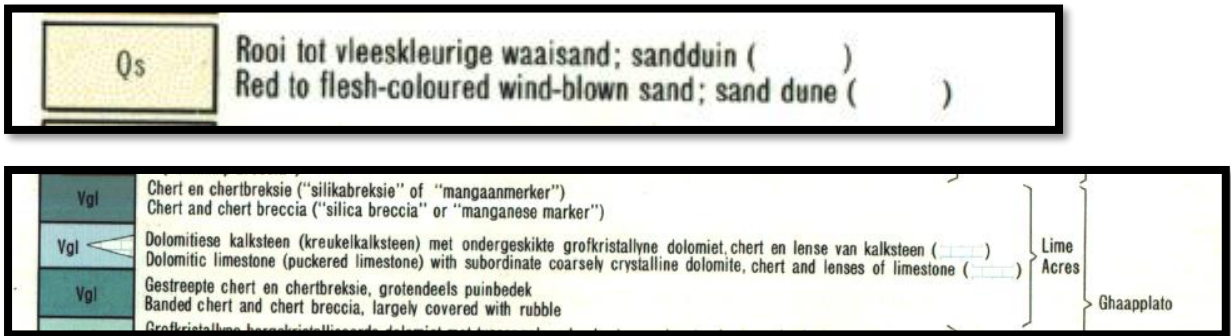 Qs
Rooi tot vleeskleurige waaisand; sandduin ( )
Red to flesh-coloured wind-blown sand; sand dune ( )
Vgl
Chert en chertbreksie ("silikabreksie" of "mangaanmerker")
Chert and chert breccia ("silica breccia" or "manganese marker")
Vgl
Dolomitiese kalksteen (kreukelkalksteen) met ondergeskikte grofkristallyne dolomiet, chert en lense van kalksteen ( )
Dolomitic limestone (puckered limestone) with subordinate coarsely crystalline dolomite, chert and lenses of limestone ( )
Lime
Acres
Vgl
Gestreepte chert en chertbreksie, grotendeels puinbedek
Banded chert and chert breccia, largely covered with rubble
Ghaapplato